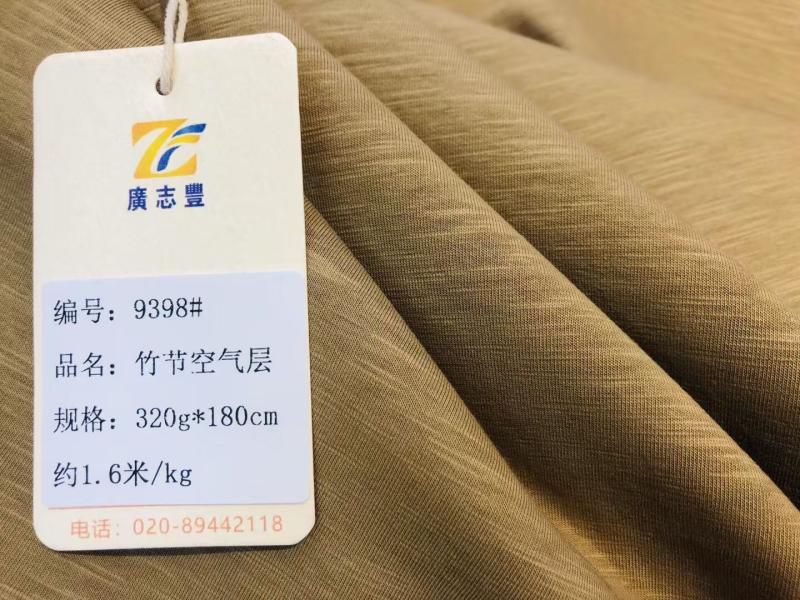 廣志豐
编号：9398#
品名：竹节空气层
规格：320g*180cm
约1.6米/kg
电话：020-89442118